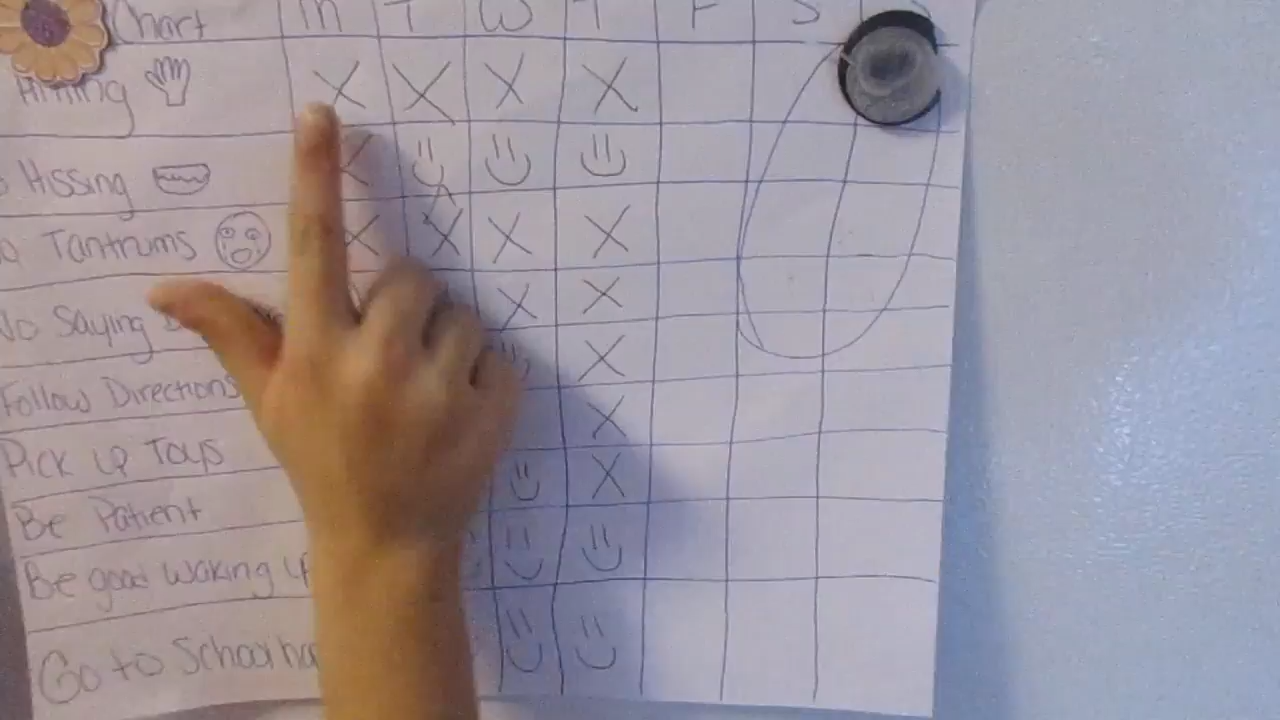 Chart M T W T F S S
Hitting X X X X
Hissing X
Tantrums X X X X
No Saying X X
Follow Directions X
Pick up Toys X
Be Patient X
Be good waking up
Go to School